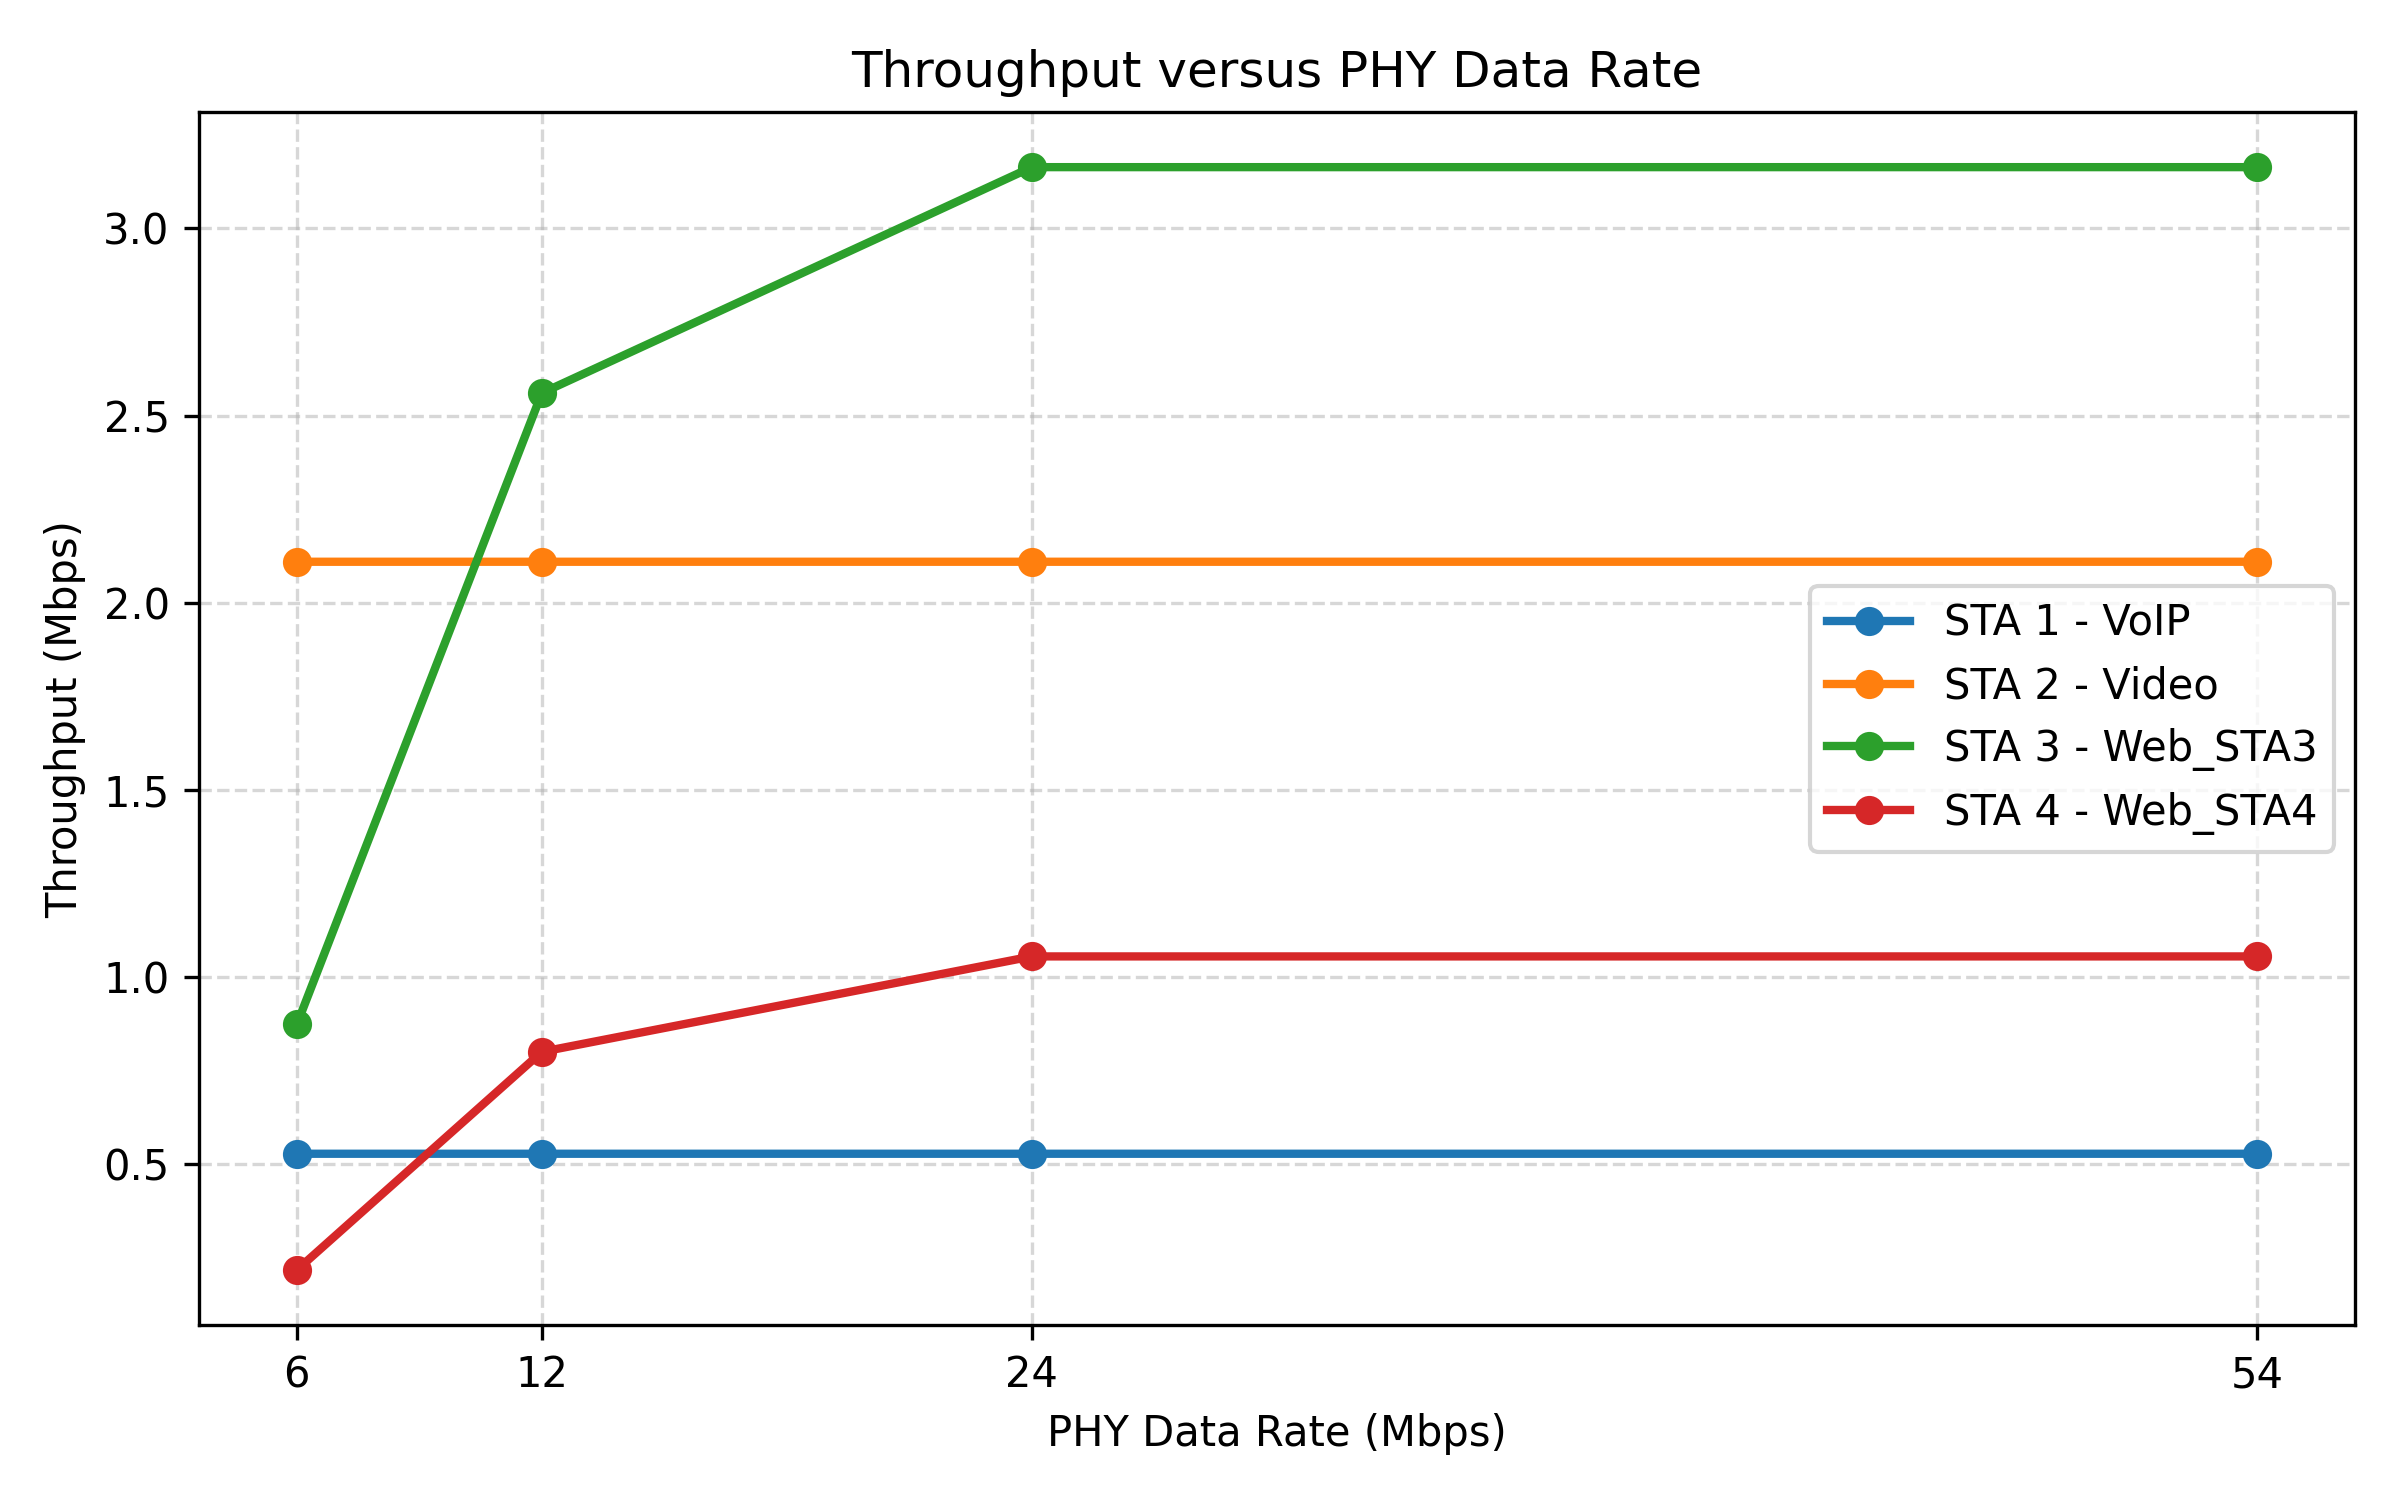 Throughput versus PHY Data Rate
Throughput (Mbps)
3.0
2.5
2.0
1.5
1.0
0.5
STA 1 - VoIP
STA 2 - Video
STA 3 - Web_STA3
STA 4 - Web_STA4
6 12 24 54
PHY Data Rate (Mbps)